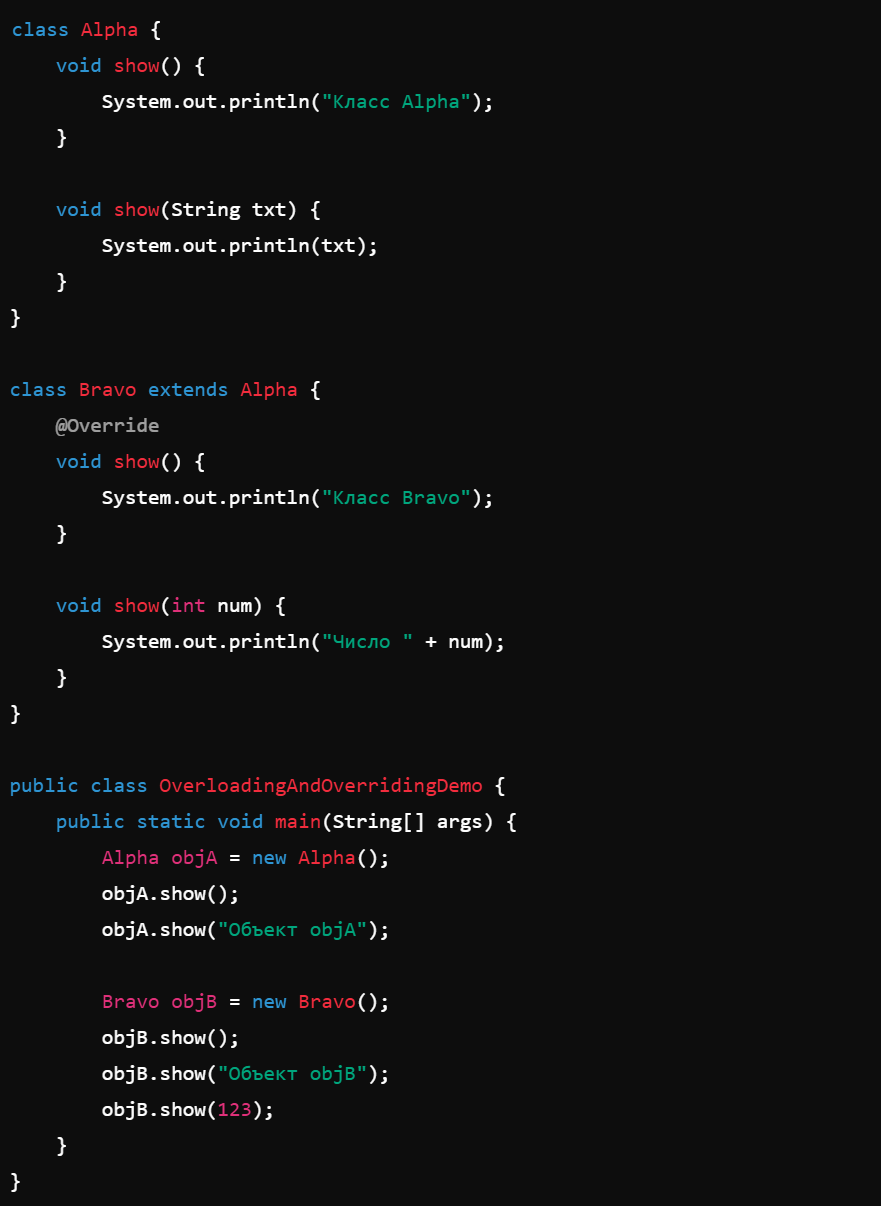 class Alpha {
    void show() {
        System.out.println("Класс Alpha");
    }

    void show(String txt) {
        System.out.println(txt);
    }
}

class Bravo extends Alpha {
    @Override
    void show() {
        System.out.println("Класс Bravo");
    }

    void show(int num) {
        System.out.println("Число " + num);
    }
}

public class OverloadingAndOverridingDemo {
    public static void main(String[] args) {
        Alpha objA = new Alpha();
        objA.show();
        objA.show("Объект objA");

        Bravo objB = new Bravo();
        objB.show();
        objB.show("Объект objB");
        objB.show(123);
    }
}